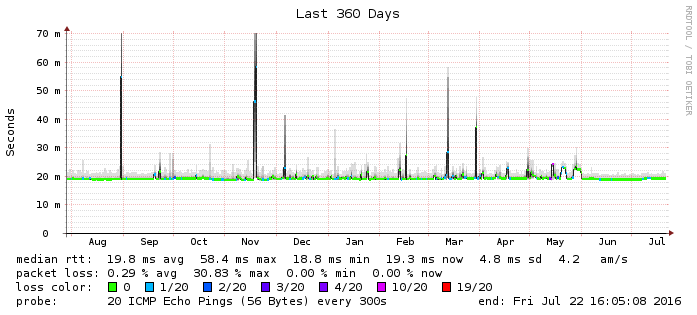 Last 360 Days
RRDTOOL / TOBI OETIKER
Seconds
70 m
60 m
50 m
40 m
30 m
20 m
10 m
0
Aug Sep Oct Nov Dec Jan Feb Mar Apr May Jun Jul
median rtt: 19.8 ms avg 58.4 ms max 18.8 ms min 19.3 ms now 4.8 ms sd 4.2 am/s
packet loss: 0.29 % avg 30.83 % max 0.00 % min 0.00 % now
loss color: 0 1/20 2/20 3/20 4/20 10/20 19/20
probe: 20 ICMP Echo Pings (56 Bytes) every 300s end: Fri Jul 22 16:05:08 2016